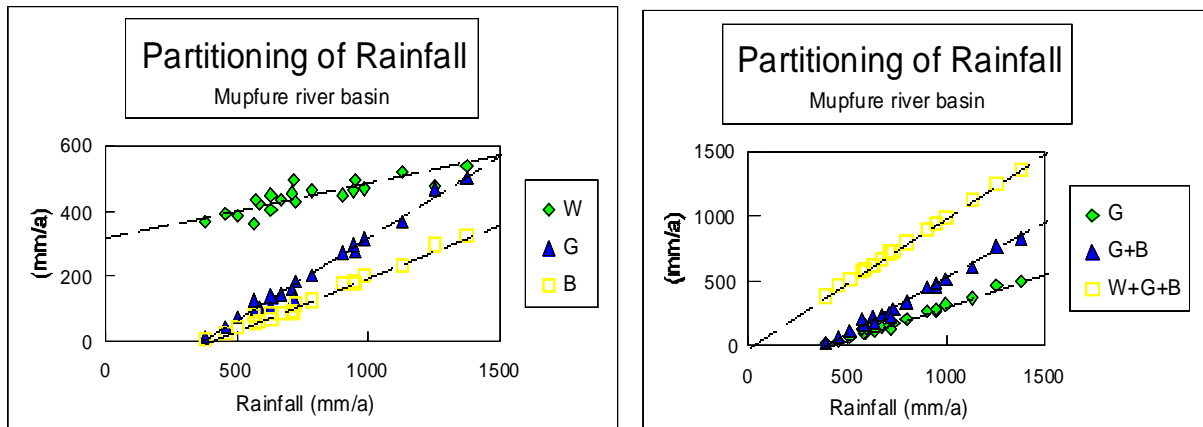 Partitioning of Rainfall
Mupfure river basin
600
400
200
0
0
500
1000
1500
(mm/a)
Rainfall (mm/a)
W
G
B
Partitioning of Rainfall
Mupfure river basin
1500
1000
500
0
0
500
1000
1500
(mm/a)
Rainfall (mm/a)
G
G+B
W+G+B